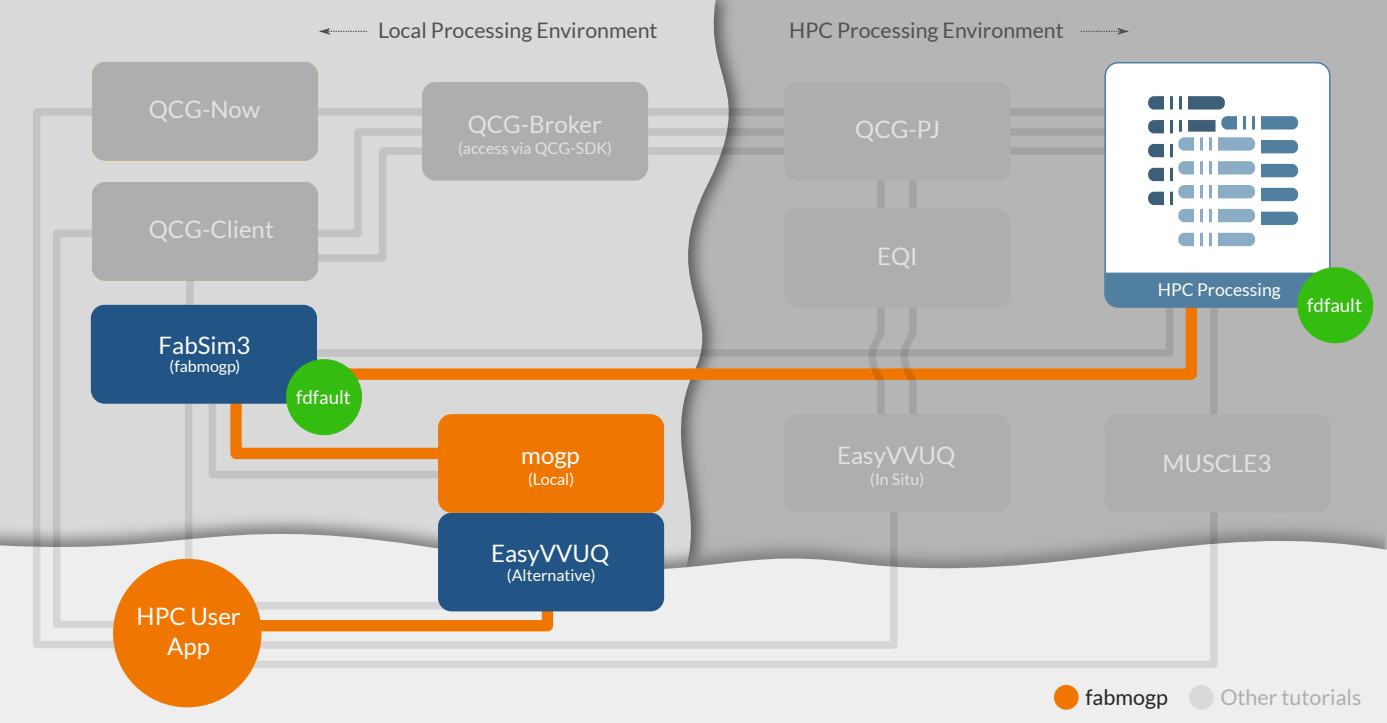 Local Processing Environment
HPC Processing Environment
QCG-Now
QCG-Broker
(access via QCG-SDK)
QCG-PJ
QCG-Client
EQI
HPC Processing
fdfault
FabSim3
(fabmogp)
fdfault
mogp
(Local)
EasyVVUQ
(In Situ)
MUSCLE3
EasyVVUQ
(Alternative)
HPC User
App
fabmogp
Other tutorials